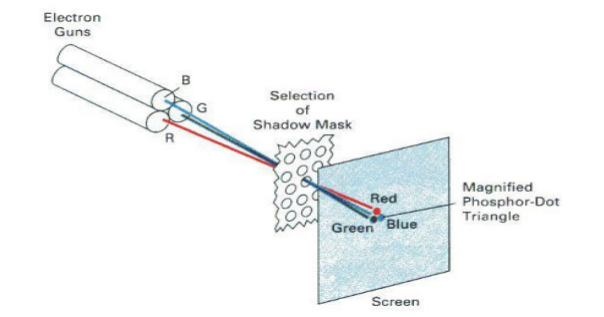 Electron
Guns
B
G
R
Selection
of
Shadow Mask
Red
Green
Blue
Magnified
Phosphor-Dot
Triangle
Screen